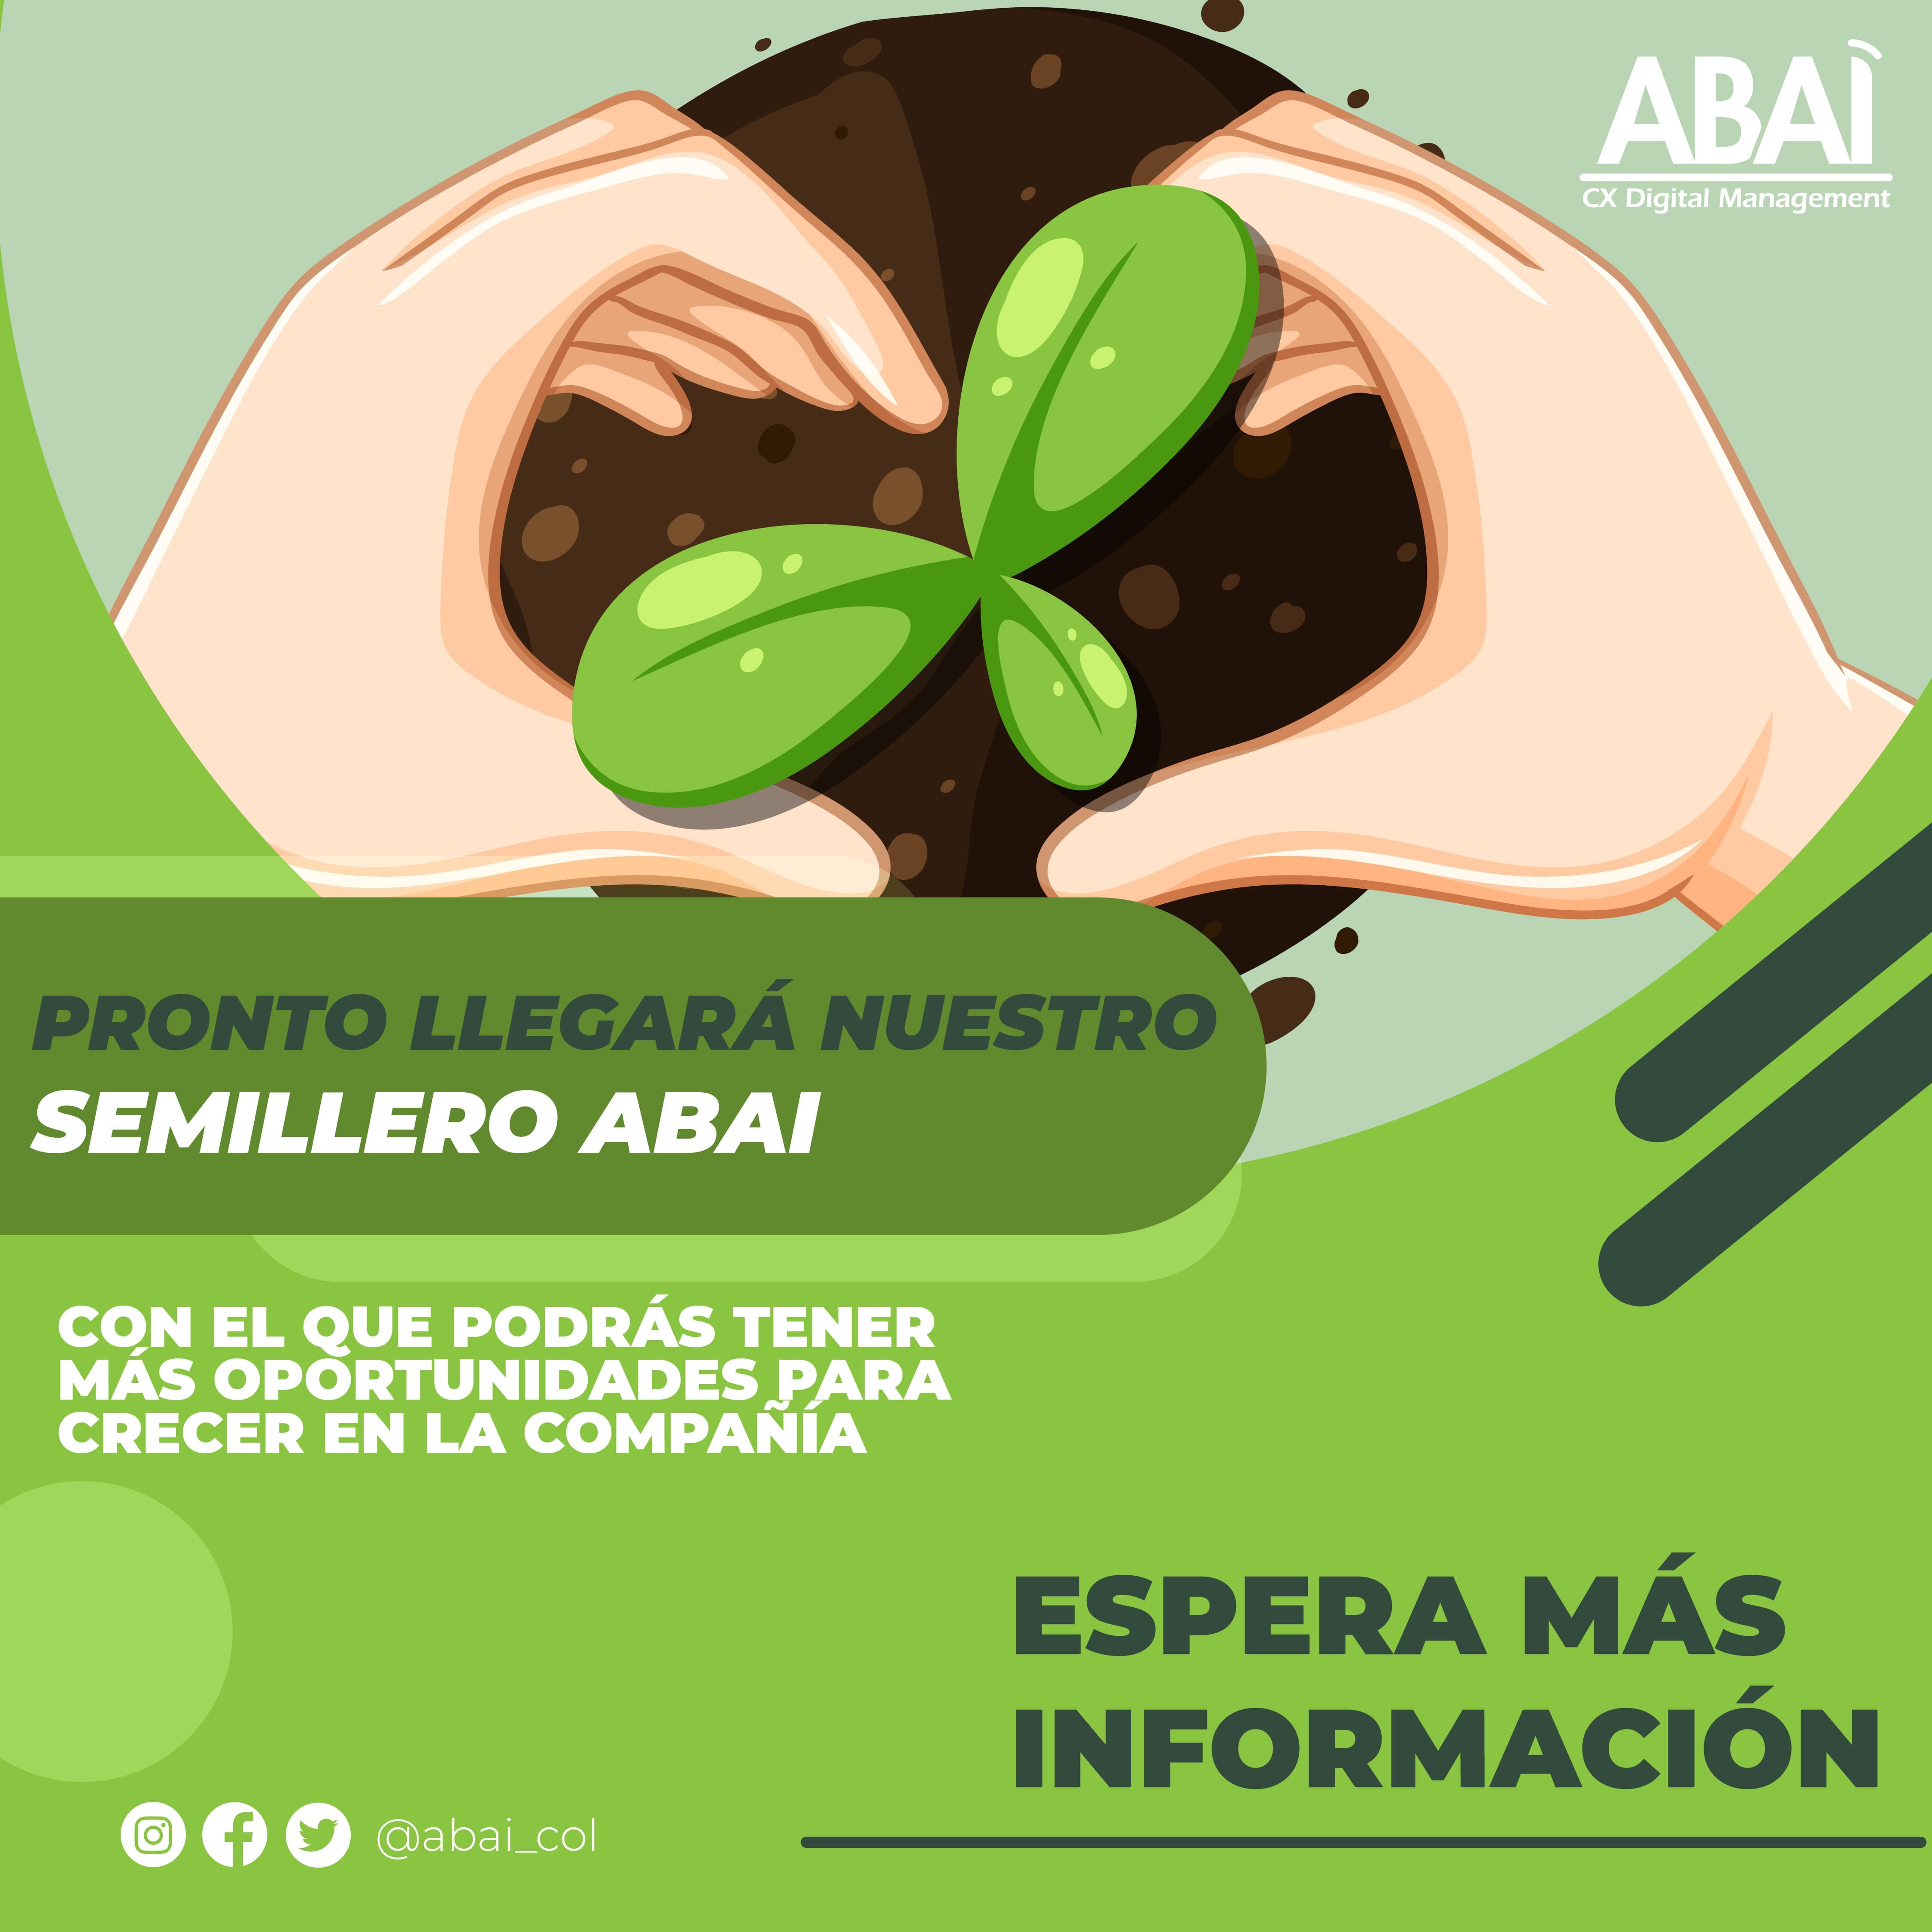 ABAI
CX Digital Management
PRONTO LLEGARÁ NUESTRO
SEMILLERO ABAI
CON EL QUE PODRÁS TENER
MÁS OPORTUNIDADES PARA
CRECER EN LA COMPAÑÍA
ESPERA MÁS
INFORMACIÓN
@abai_col